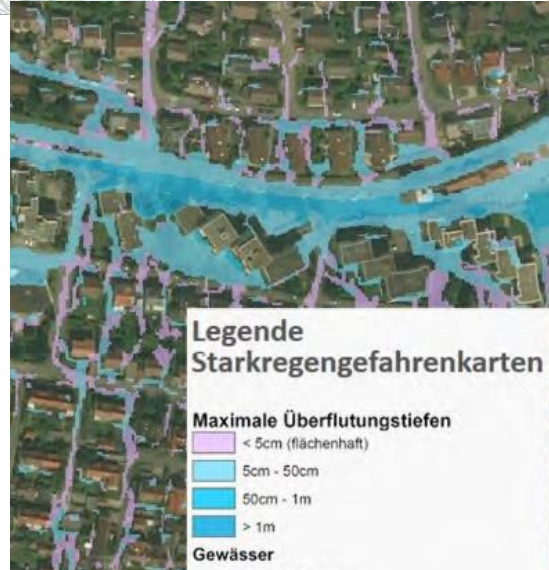 Legende
Starkregengefahrenkarten
Maximale Überflutungstiefen
< 5cm (flächenhaft)
5cm - 50cm
50cm - 1m
> 1m
Gewässer